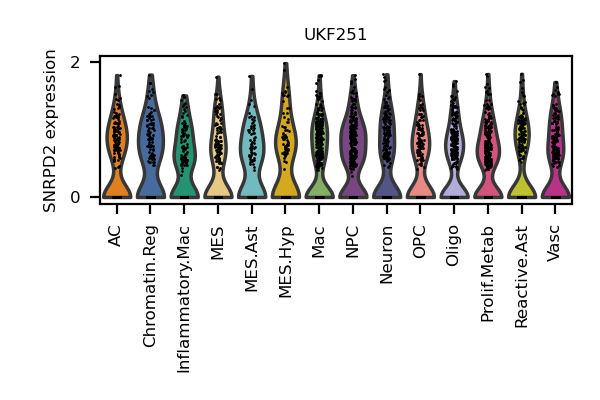 UKF251
SNRPD2 expression
2
0
AC
Chromatin.Reg
Inflammatory.Mac
MES
MES.Ast
MES.Hyp
Mac
NPC
Neuron
OPC
Oligo
Prolif.Metab
Reactive.Ast
Vasc